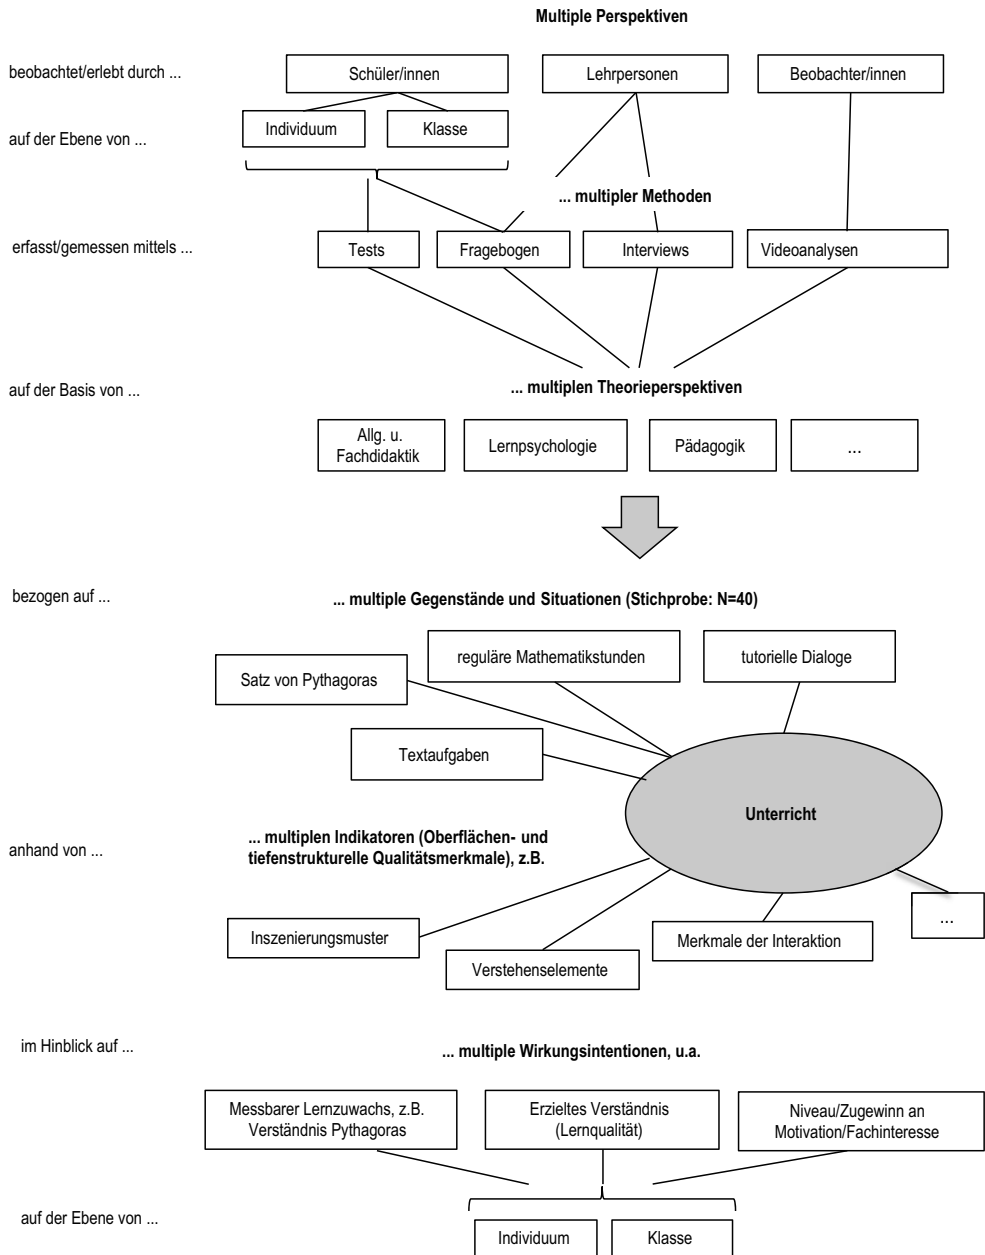 Multiple Perspektiven
beobachtet/erlebt durch ...
Schüler/innen
Lehrpersonen
Beobachter/innen
auf der Ebene von ...
Individuum
Klasse
... multipler Methoden
erfasst/gemessen mittels ...
Tests
Fragebogen
Interviews
Videoanalysen
auf der Basis von ...
... multiplen Theorieperspektiven
Allg. u.
Fachdidaktik
Lernpsychologie
Pädagogik
...
bezogen auf ...
... multiple Gegenstände und Situationen (Stichprobe: N=40)
Satz von Pythagoras
reguläre Mathematikstunden
tutorielle Dialoge
Textaufgaben
Unterricht
anhand von ...
... multiplen Indikatoren (Oberflächen- und
tiefenstrukturelle Qualitätsmerkmale), z.B.
Inszenierungsmuster
Verstehenselemente
Merkmale der Interaktion
...
im Hinblick auf ...
... multiple Wirkungsintentionen, u.a.
Messbarer Lernzuwachs, z.B.
Verständnis Pythagoras
Erzieltes Verständnis
(Lernqualität)
Niveau/Zugewinn an
Motivation/Fachinteresse
auf der Ebene von ...
Individuum
Klasse